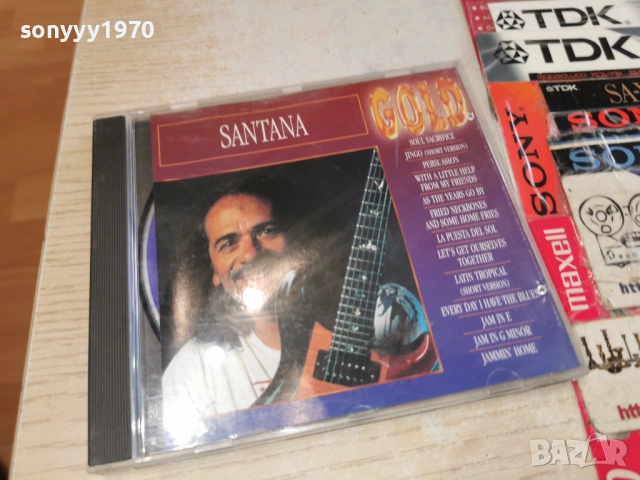 sonyyy1970
SANTANA
GOLD
SOUL SACRIFICE
JINGO (SHORT VERSION)
PERSUASION
WITH A LITTLE HELP
FROM MY FRIENDS
AS THE YEARS GO BY
FRIED NECKBONES
AND SOME HOME FRIES
LA PUESTA DEL SOL
LET'S GET OURSELVES
TOGETHER
LATIN TROPICAL
(SHORT VERSION)
EVERY DAY I HAVE THE BLUES
JAM IN E
JAM IN G MINOR
JAMMIN' HOME
TDK
TDK
TDK
SONY
maxell
BAZAR